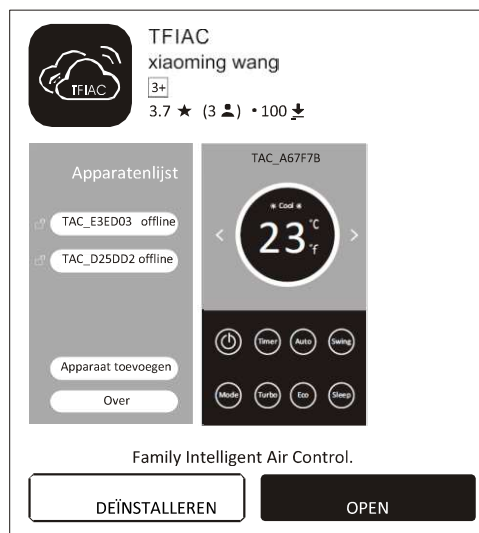 TFIAC
TFIAC
xiaoming wang
3+
3.7 ★ (3) • 100
Apparatenlijst
TAC_E3ED03 offline
TAC_D25DD2 offline
Apparaat toevoegen
Over
TAC_A67F7B
* Cool *
< 23 °C °f >
Timer Auto Swing
Mode Turbo Eco Sleep
Family Intelligent Air Control.
DEÏNSTALLEREN
OPEN